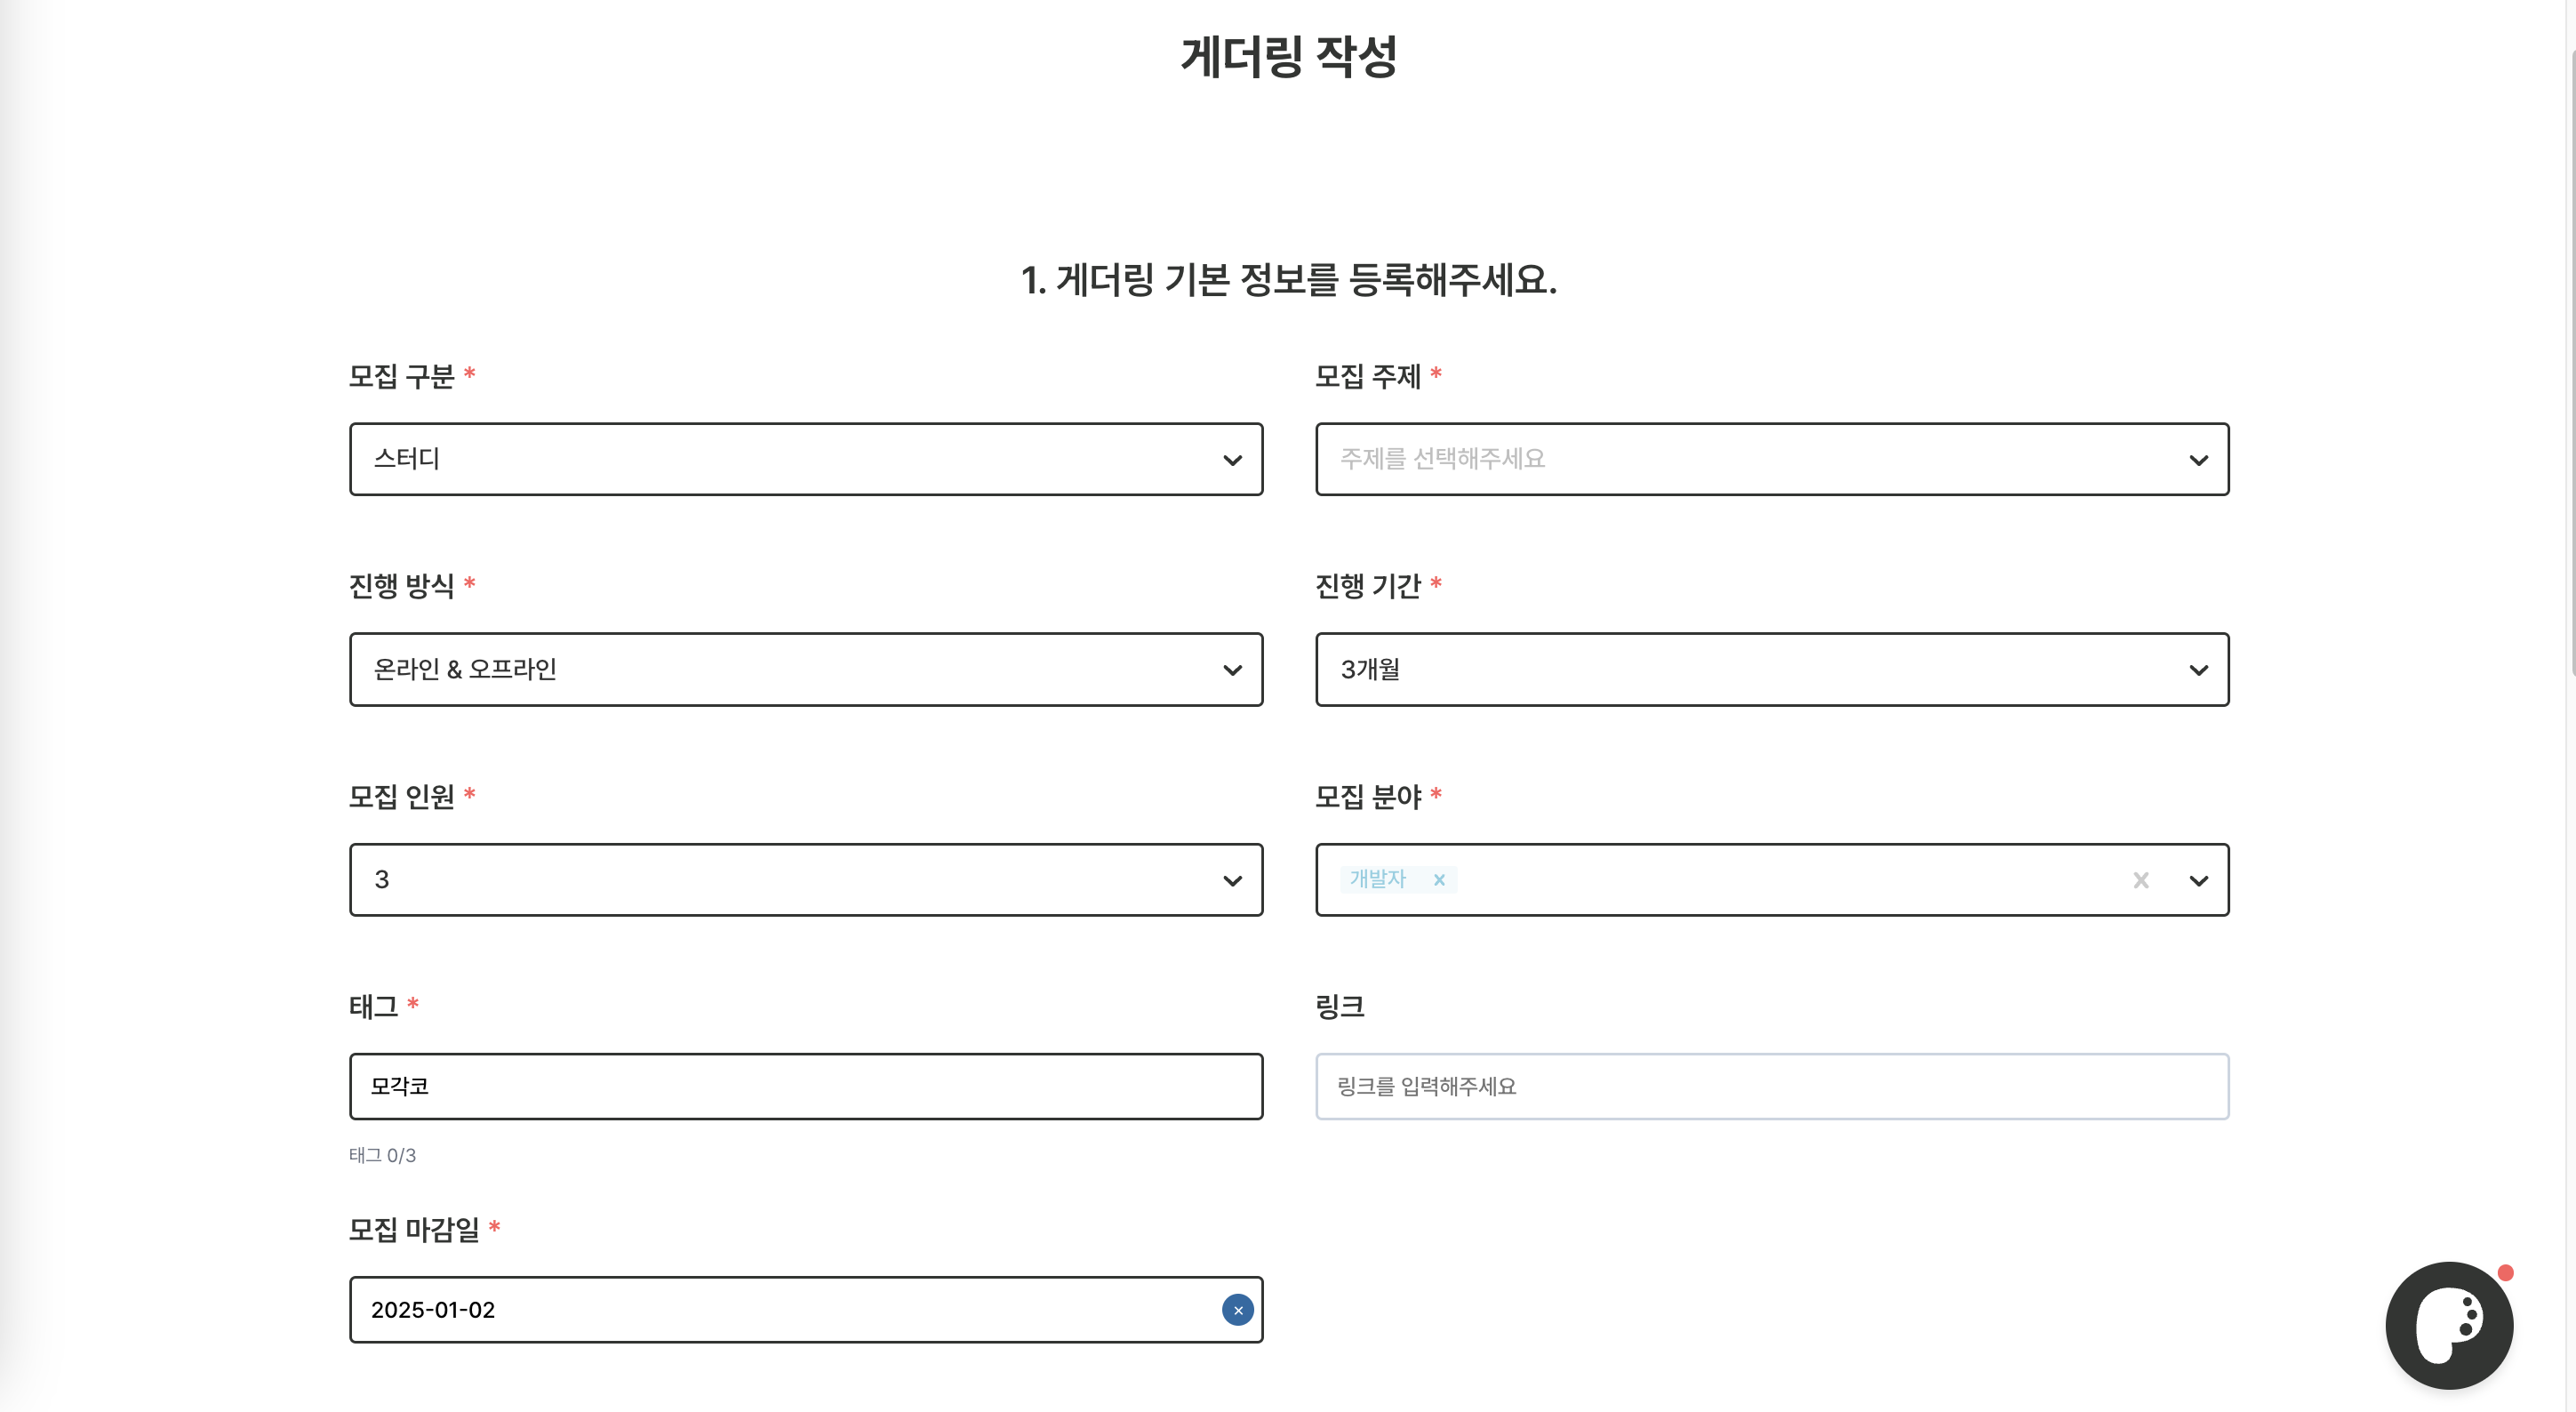 게더링 작성
1. 게더링 기본 정보를 등록해주세요.
모집 구분 *
모집 주제 *
스터디
주제를 선택해주세요
진행 방식 *
진행 기간 *
온라인 & 오프라인
3개월
모집 인원 *
모집 분야 *
3
개발자
태그 *
링크
모각코
링크를 입력해주세요
태그 0/3
모집 마감일 *
2025-01-02